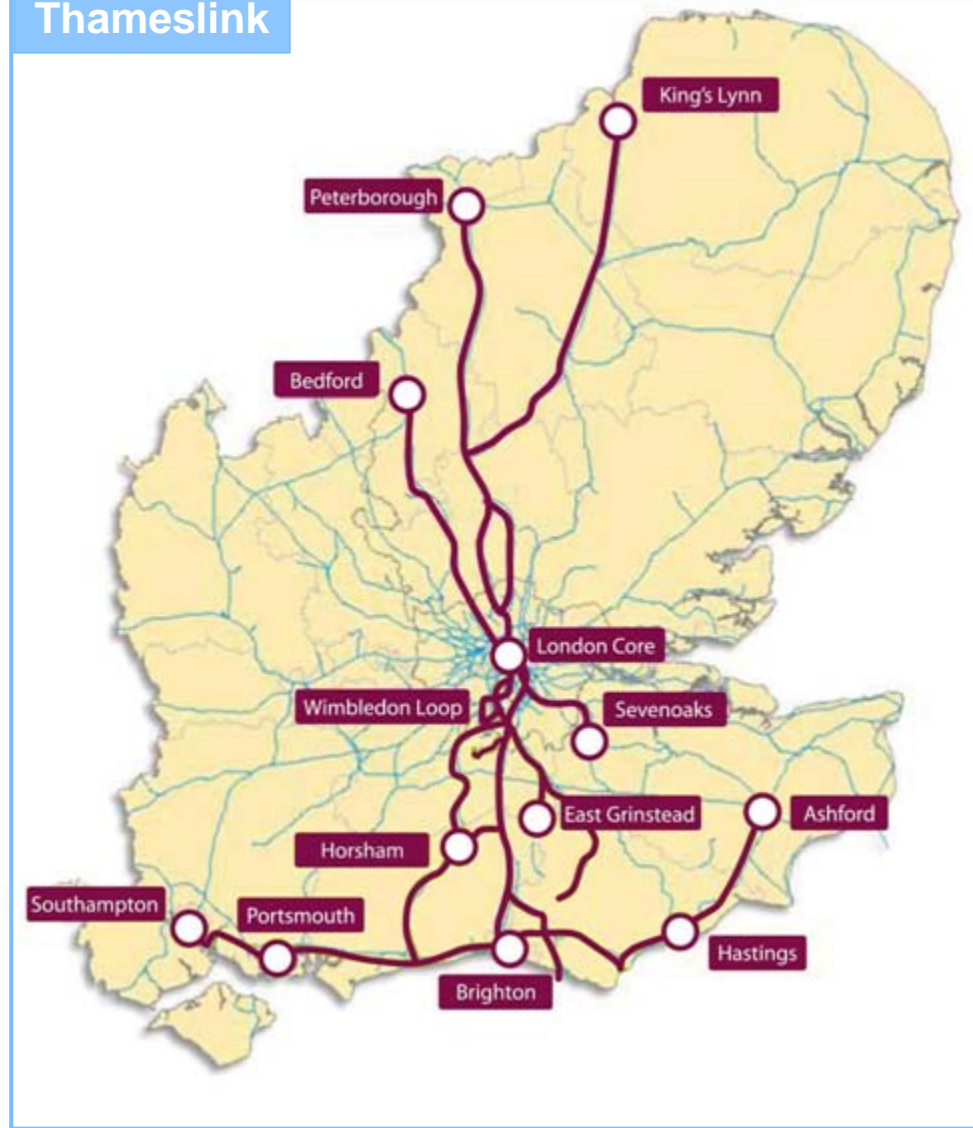 Thameslink
King's Lynn
Peterborough
Bedford
London Core
Wimbledon Loop
Sevenoaks
East Grinstead
Ashford
Horsham
Southampton
Portsmouth
Hastings
Brighton